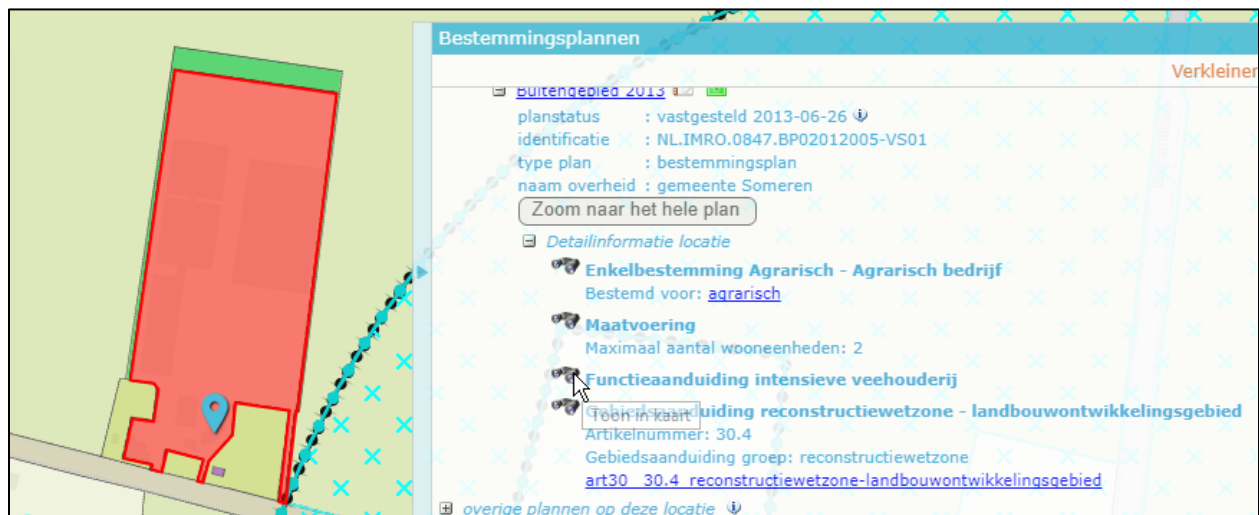 Bestemmingsplannen
Verkleiner
Buitengebied 2013
planstatus : vastgesteld 2013-06-26
identificatie : NL.IMRO.0847.BP02012005-VS01
type plan : bestemmingsplan
naam overheid : gemeente Someren
Zoom naar het hele plan
Detailinformatie locatie
Enkelbestemming Agrarisch - Agrarisch bedrijf
Bestemd voor: agrarisch
Maatvoering
Maximaal aantal wooneenheden: 2
Functieaanduiding intensieve veehouderij
Gebiedsaanduiding reconstructiewetzone - landbouwontwikkelingsgebied
Toon in kaart
Artikelnummer: 30.4
Gebiedsaanduiding groep: reconstructiewetzone
art30_30.4_reconstructiewetzone-landbouwontwikkelingsgebied
overige plannen op deze locatie